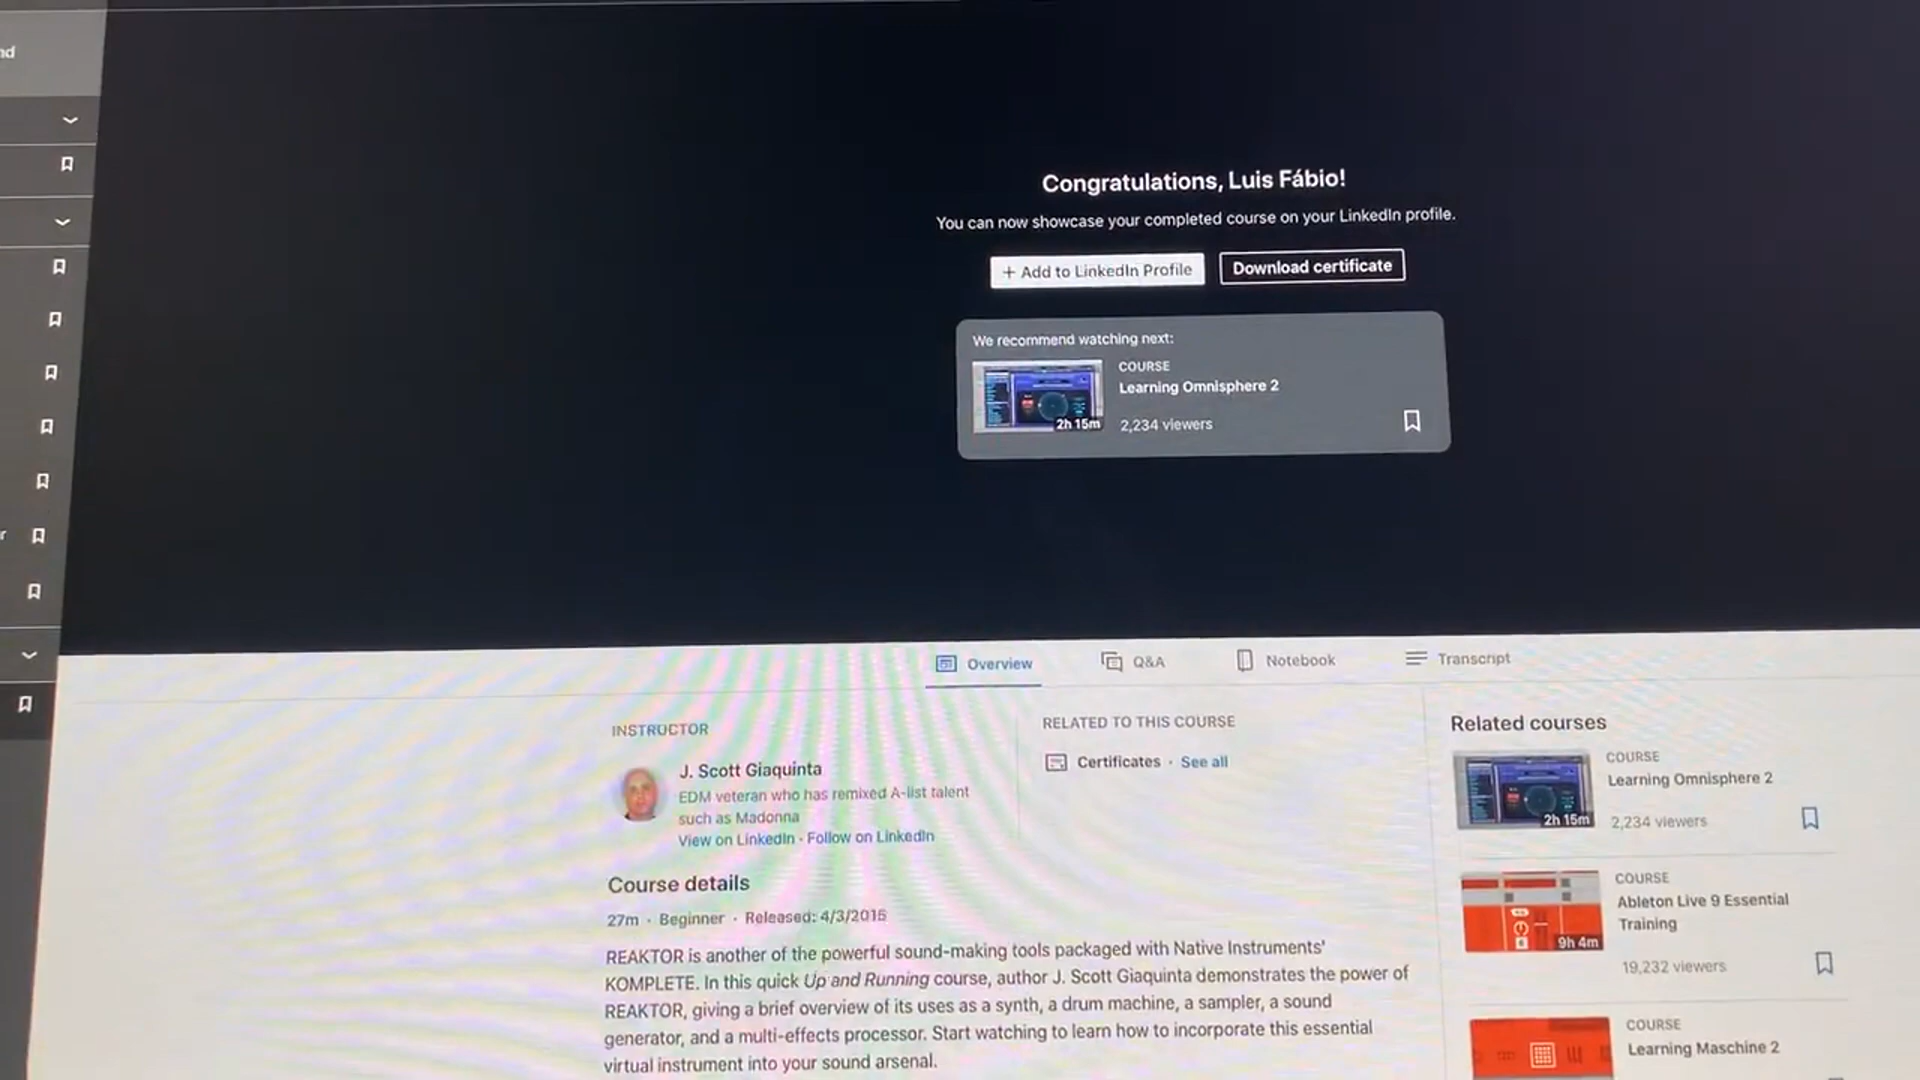 Congratulations, Luis Fábio!
You can now showcase your completed course on your LinkedIn profile.
+ Add to LinkedIn Profile
Download certificate
We recommend watching next:
COURSE
Learning Omnisphere 2
2h 15m
2,234 viewers
Overview
Q&A
Notebook
Transcript
INSTRUCTOR
J. Scott Giaquinta
EDM veteran who has remixed A-list talent
such as Madonna
View on LinkedIn · Follow on LinkedIn
RELATED TO THIS COURSE
Certificates · See all
Course details
27m · Beginner · Released: 4/3/2015
REAKTOR is another of the powerful sound-making tools packaged with Native Instruments'
KOMPLETE. In this quick Up and Running course, author J. Scott Giaquinta demonstrates the power of
REAKTOR, giving a brief overview of its uses as a synth, a drum machine, a sampler, a sound
generator, and a multi-effects processor. Start watching to learn how to incorporate this essential
virtual instrument into your sound arsenal.
Related courses
COURSE
Learning Omnisphere 2
2h 15m
2,234 viewers
COURSE
Ableton Live 9 Essential
Training
9h 4m
19,232 viewers
COURSE
Learning Maschine 2